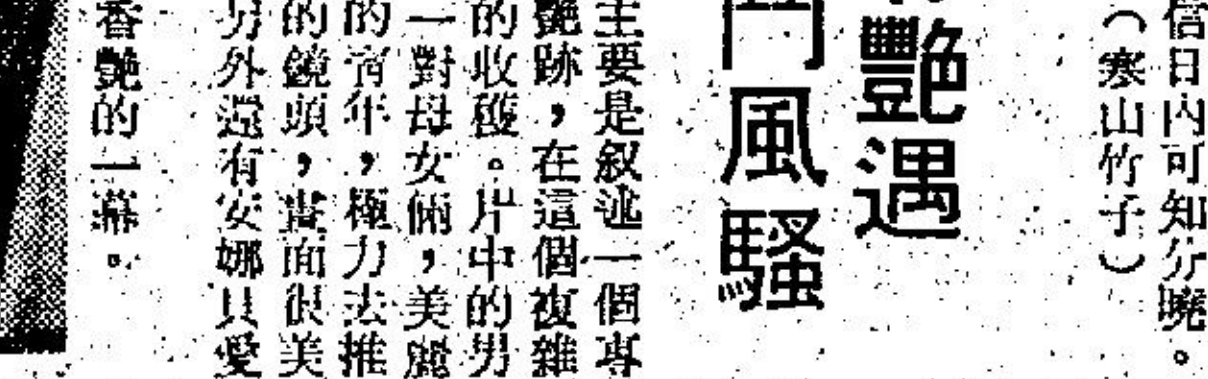 信日內可知分曉。
（寒山竹子）
艷遇
鬥風騷
主要是叙述一個專
艷跡，在這個複雜
的收穫。片中的男
一對母女倆，美麗
的青年，極力去推
的鏡頭，畫面很美
另外還有安娜貝愛
香艷的一幕。